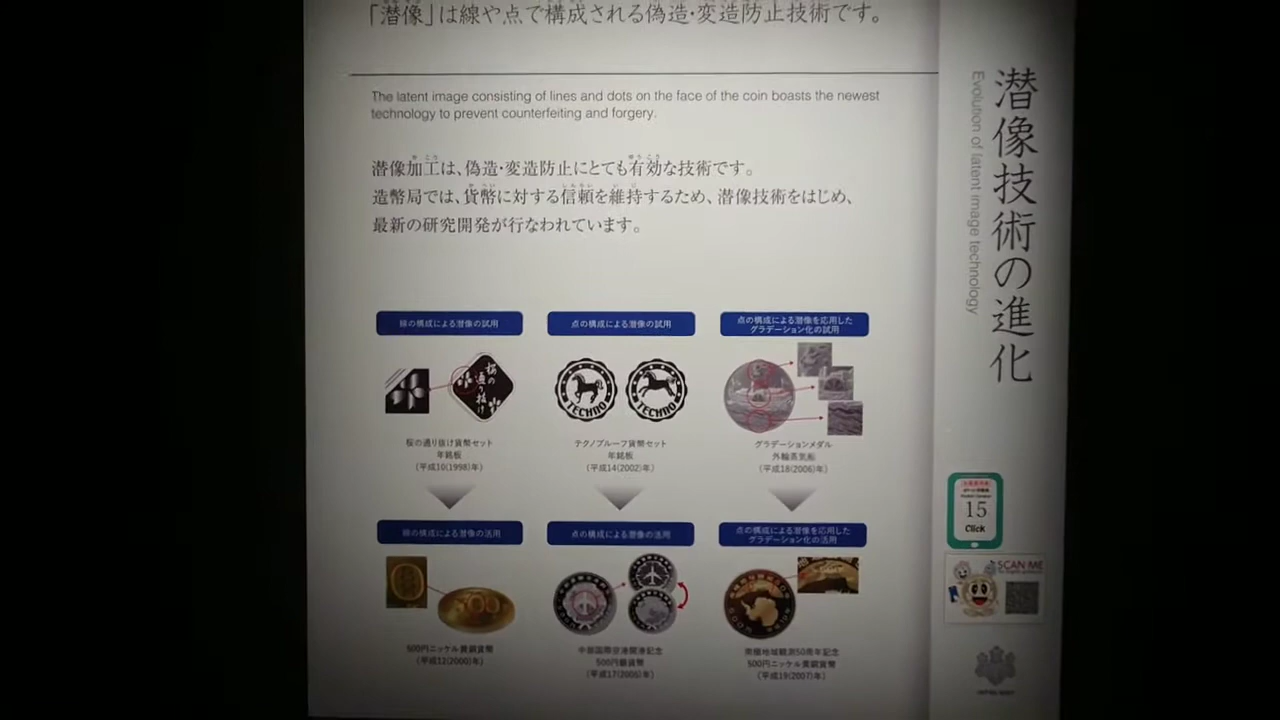 「潜像」は線や点で構成される偽造・変造防止技術です。
The latent image consisting of lines and dots on the face of the coin boasts the newest
technology to prevent counterfeiting and forgery.
潜像加工は、偽造・変造防止にとても有効な技術です。
造幣局では、貨幣に対する信頼を維持するため、潜像技術をはじめ、
最新の研究開発が行なわれています。
潜像技術の進化
Evolution of latent image technology
線の構成による潜像の試用
点の構成による潜像の試用
点の構成による潜像を応用した
グラデーション化の試用
桜の
通り抜け
TECHNO
TECHNO
桜の通り抜け貨幣セット
年銘板
(平成10(1998)年)
テクノプルーフ貨幣セット
年銘板
(平成14(2002)年)
グラデーションメダル
外輪蒸気船
(平成18(2006)年)
線の構成による潜像の活用
点の構成による潜像の活用
点の構成による潜像を応用した
グラデーション化の活用
500円ニッケル黄銅貨幣
(平成12(2000)年)
中部国際空港開港記念
500円銀貨幣
(平成17(2005)年)
南極地域観測50周年記念
500円ニッケル黄銅貨幣
(平成19(2007)年)
15
Click
SCAN ME